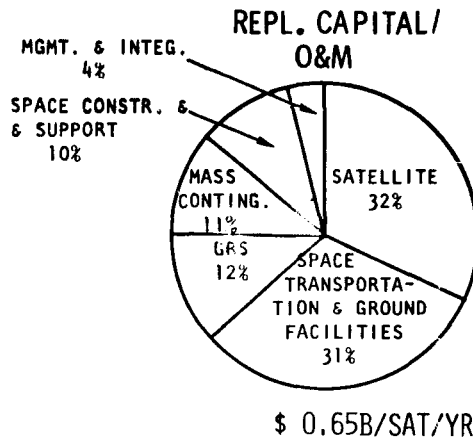 REPL. CAPITAL/
O&M
MGMT. & INTEG.
4%
SPACE CONSTR. &
& SUPPORT
10%
MASS
CONTING.
11%
GRS
12%
SATELLITE
32%
SPACE
TRANSPORTA-
TION & GROUND
FACILITIES
31%
$ 0.65B/SAT/YR